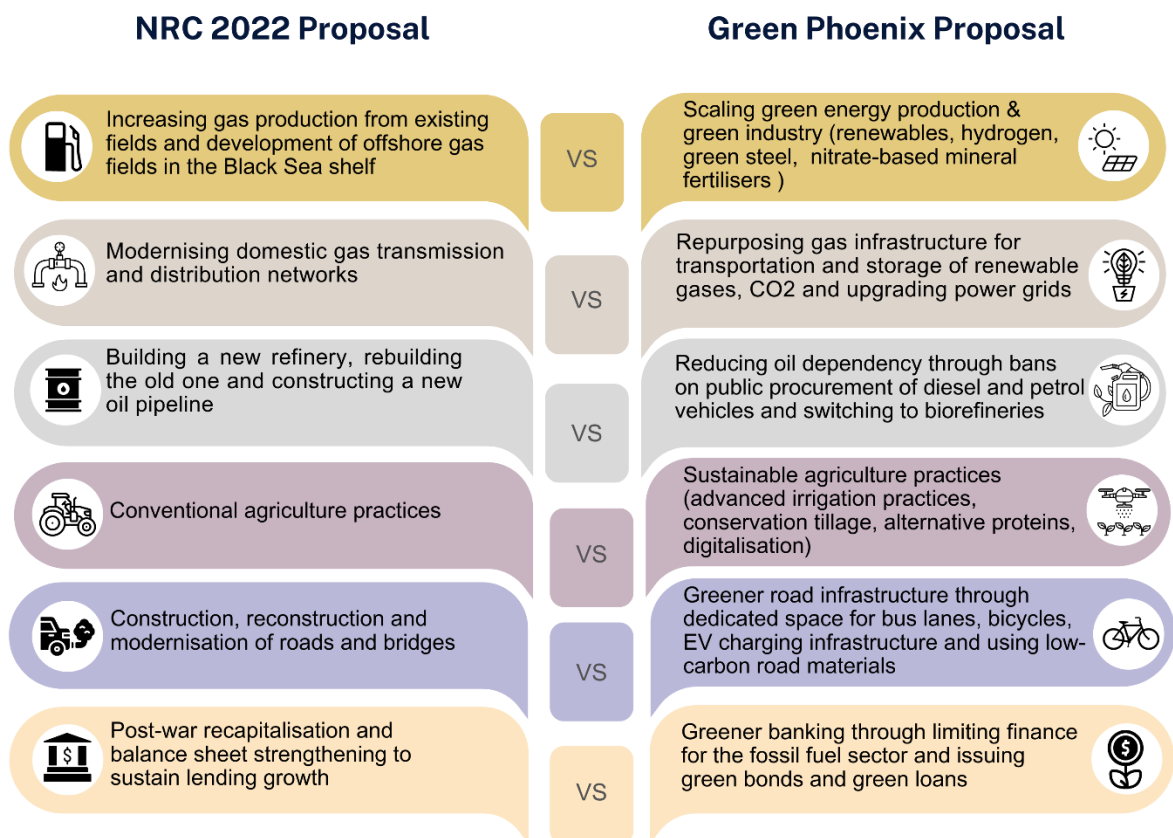 NRC 2022 Proposal
Green Phoenix Proposal
Increasing gas production from existing
fields and development of offshore gas
fields in the Black Sea shelf
VS
Scaling green energy production &
green industry (renewables, hydrogen,
green steel, nitrate-based mineral
fertilisers )
Modernising domestic gas transmission
and distribution networks
VS
Repurposing gas infrastructure for
transportation and storage of renewable
gases, CO2 and upgrading power grids
Building a new refinery, rebuilding
the old one and constructing a new
oil pipeline
VS
Reducing oil dependency through bans
on public procurement of diesel and petrol
vehicles and switching to biorefineries
Conventional agriculture practices
VS
Sustainable agriculture practices
(advanced irrigation practices,
conservation tillage, alternative proteins,
digitalisation)
Construction, reconstruction and
modernisation of roads and bridges
VS
Greener road infrastructure through
dedicated space for bus lanes, bicycles,
EV charging infrastructure and using low-
carbon road materials
Post-war recapitalisation and
balance sheet strengthening to
sustain lending growth
VS
Greener banking through limiting finance
for the fossil fuel sector and issuing
green bonds and green loans